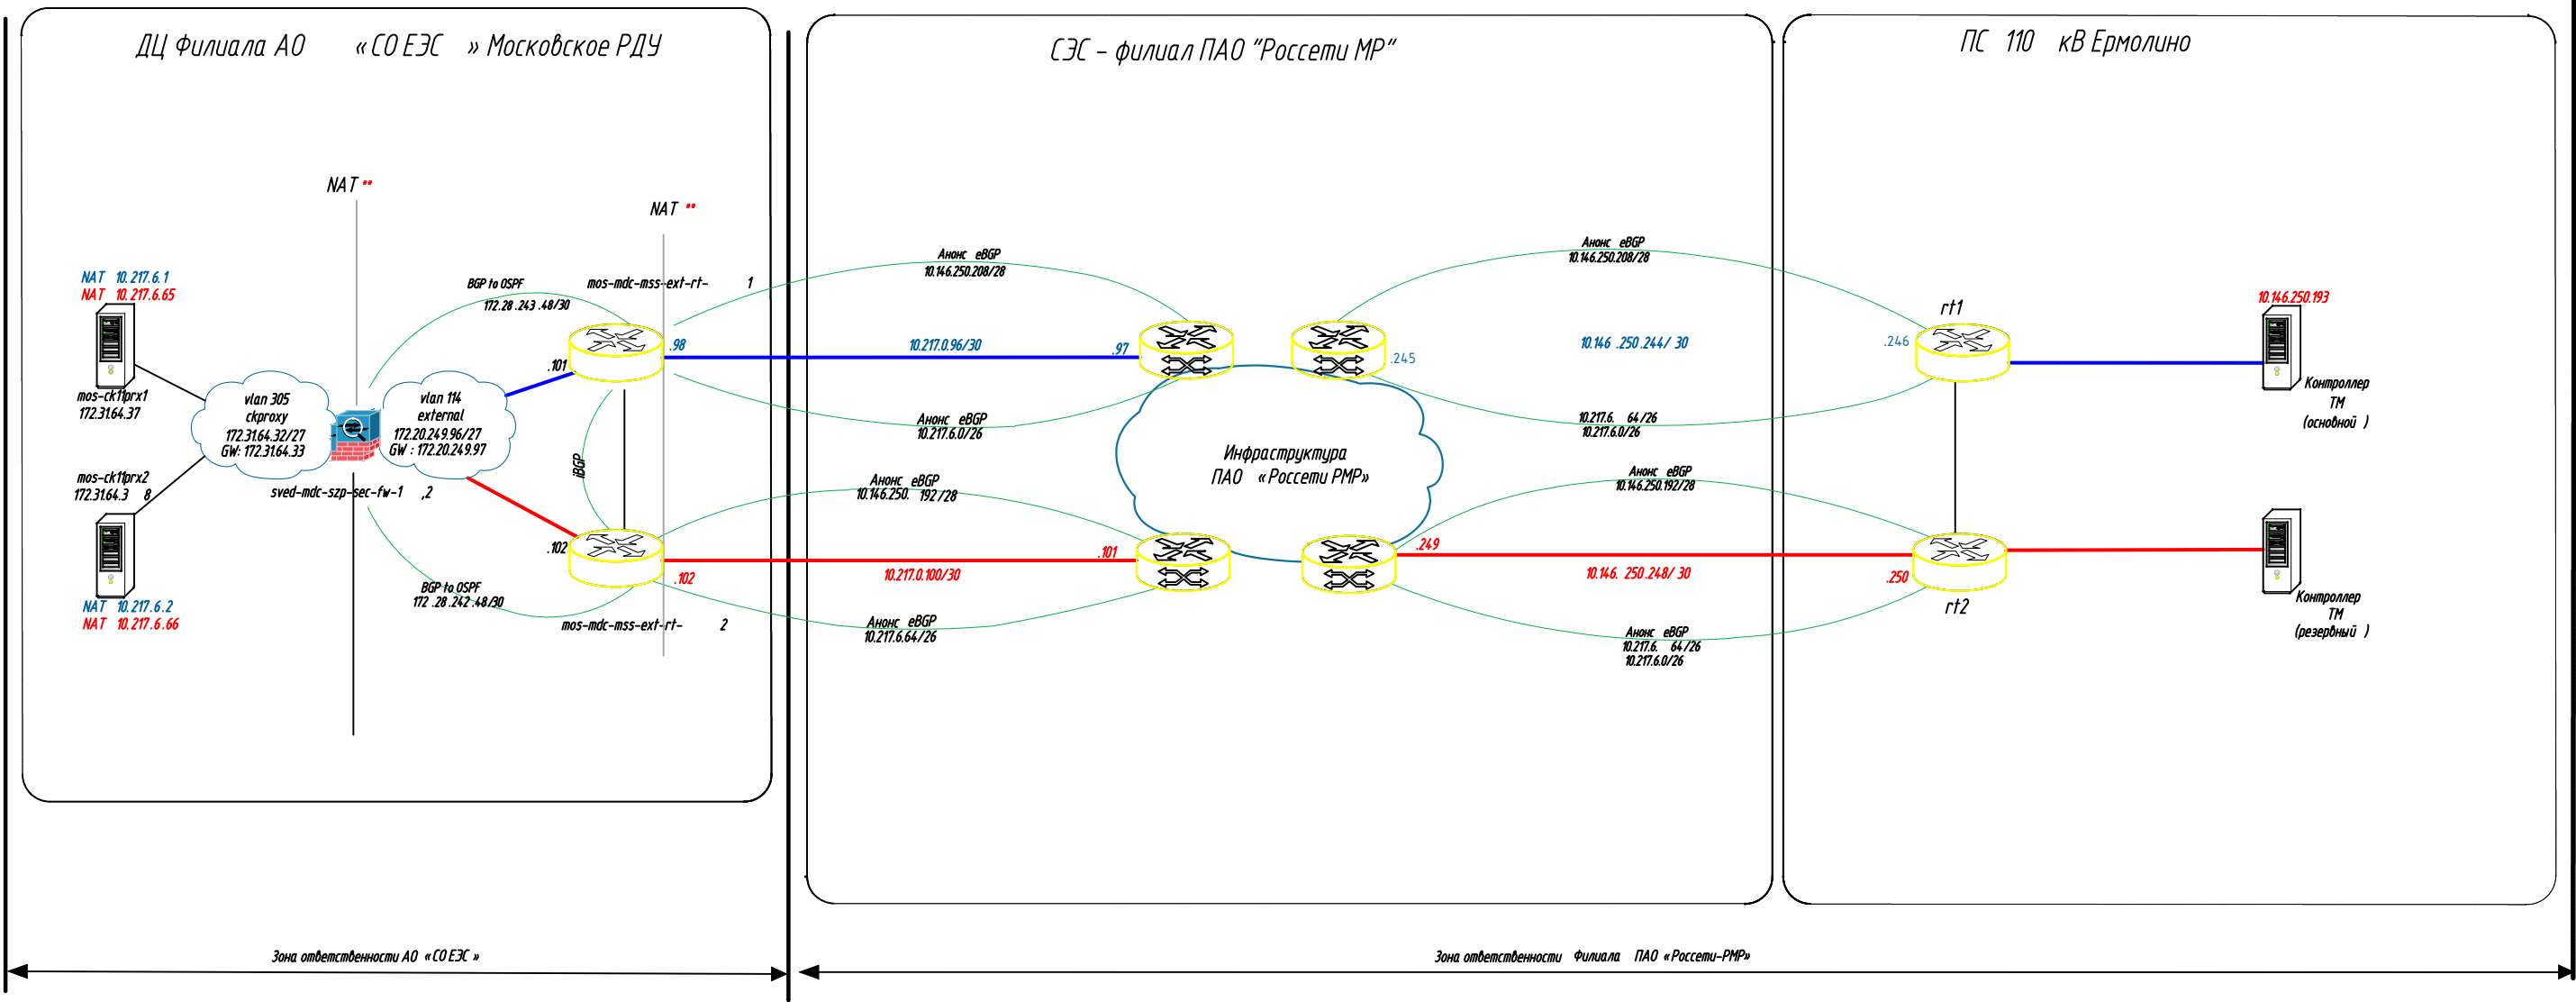 ДЦ Филиала АО «СО ЕЭС » Московское РДУ
NAT **
NAT **
NAT 10.217.6.1
NAT 10.217.6.65
mos-ck11prx1
172.31.64.37
mos-ck11prx2
172.31.64.3 8
NAT 10.217.6.2
NAT 10.217.6.66
vlan 305
ckproxy
172.31.64.32/27
GW: 172.31.64.33
vlan 114
external
172.20.249.96/27
GW : 172.20.249.97
sved-mdc-szp-sec-fw-1 ,2
BGP to OSPF
172.28 .243 .48/30
mos-mdc-mss-ext-rt- 1
.101
.98
iBGP
.102
.102
BGP to OSPF
172 .28 .242 .48/30
mos-mdc-mss-ext-rt- 2
СЭС - филиал ПАО "Россети МР"
Анонс eBGP
10.146.250.208/28
10.217.0.96/30
.97
Анонс eBGP
10.217.6.0/26
Анонс eBGP
10.146.250. 192 /28
.101
10.217.0.100/30
Анонс eBGP
10.217.6.64/26
Инфраструктура
ПАО «Россети РМР»
Анонс eBGP
10.146.250.208/28
.245
10.146 .250 .244/ 30
10.217.6. 64/26
10.217.6.0/26
Анонс eBGP
10.146.250.192/28
.249
10.146. 250.248/ 30
Анонс eBGP
10.217.6. 64/26
10.217.6.0/26
ПС 110 кВ Ермолино
rt1
.246
10.146.250.193
Контроллер
ТМ
(основной )
.250
rt2
Контроллер
ТМ
(резервный )
Зона ответственности АО «СО ЕЭС »
Зона ответственности Филиала ПАО «Россети-РМР»